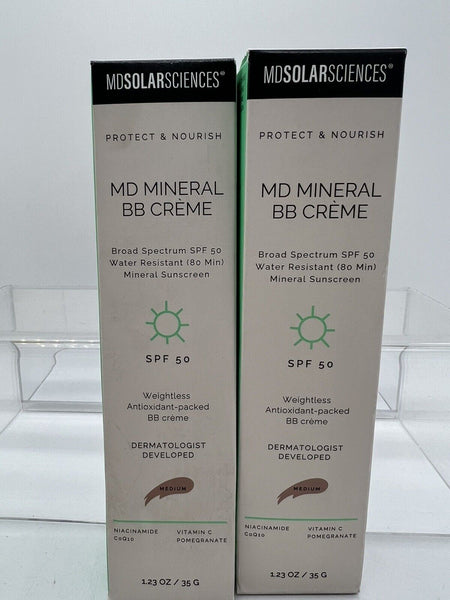 MDSOLARSCIENCES®
PROTECT & NOURISH
MD MINERAL
BB CRÈME
Broad Spectrum SPF 50
Water Resistant (80 Min)
Mineral Sunscreen
SPF 50
Weightless
Antioxidant-packed
BB crème
DERMATOLOGIST
DEVELOPED
MEDIUM
NIACINAMIDE VITAMIN C
CoQ10 POMEGRANATE
1.23 OZ / 35 G
MDSOLARSCIENCES®
PROTECT & NOURISH
MD MINERAL
BB CRÈME
Broad Spectrum SPF 50
Water Resistant (80 Min)
Mineral Sunscreen
SPF 50
Weightless
Antioxidant-packed
BB crème
DERMATOLOGIST
DEVELOPED
MEDIUM
NIACINAMIDE VITAMIN C
CoQ10 POMEGRANATE
1.23 OZ / 35 G